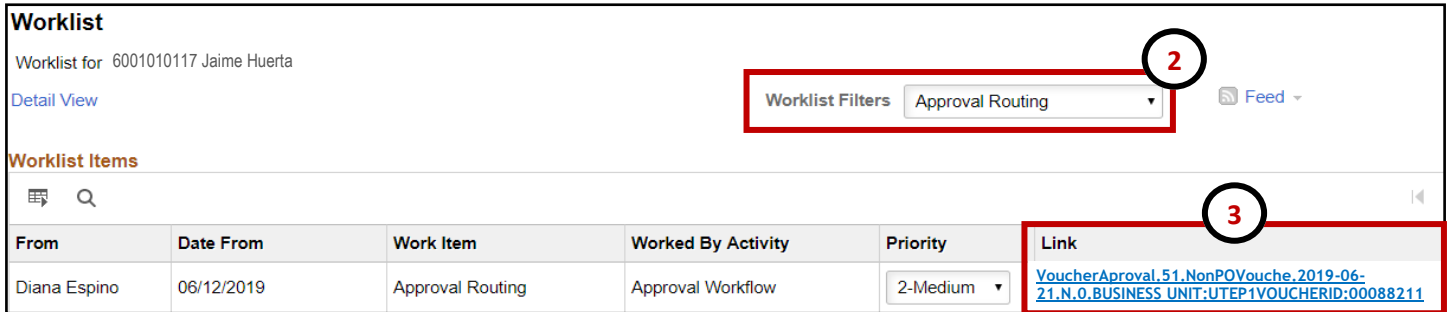 Worklist
Worklist for 6001010117 Jaime Huerta
2
Detail View
Worklist Filters Approval Routing
Feed
Worklist Items
3
From Date From Work Item Worked By Activity Priority Link
Diana Espino 06/12/2019 Approval Routing Approval Workflow 2-Medium VoucherAproval.51.NonPOVouche.2019-06-
21.N.0.BUSINESS UNIT:UTEP1VOUCHERID:00088211